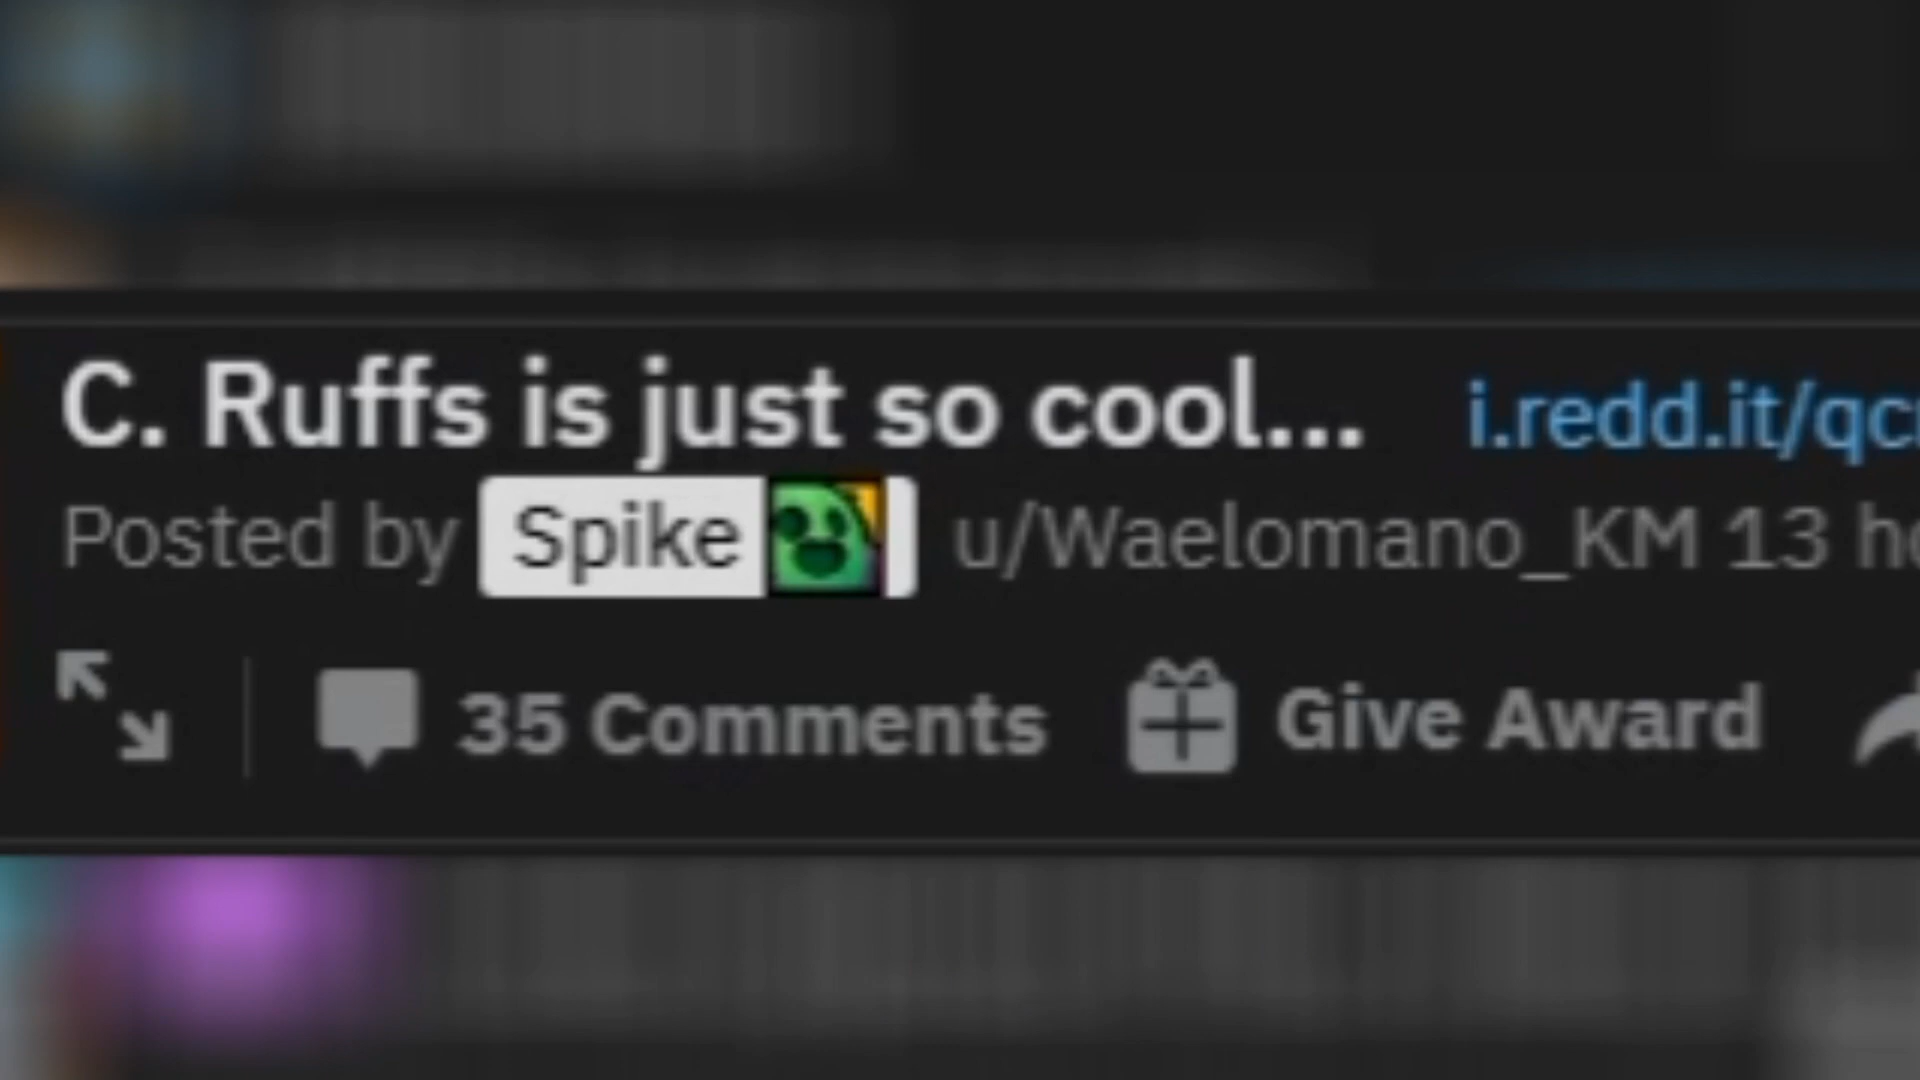 C. Ruffs is just so cool... i.redd.it/qc
Posted by Spike u/Waelomano_KM 13
35 Comments Give Award